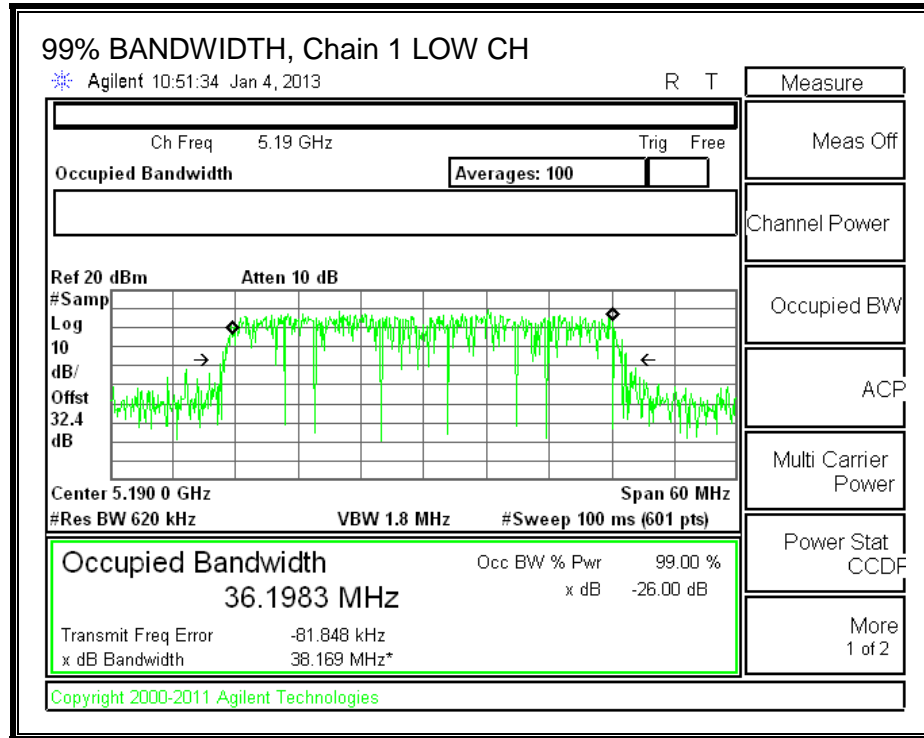 99% BANDWIDTH, Chain 1 LOW CH
Agilent 10:51:34 Jan 4, 2013 R T
Measure
Ch Freq 5.19 GHz Trig Free
Occupied Bandwidth Averages: 100
Ref 20 dBm Atten 10 dB
#Samp
Log
10
dB/
Offst
32.4
dB
Center 5.190 0 GHz Span 60 MHz
#Res BW 620 kHz VBW 1.8 MHz #Sweep 100 ms (601 pts)
Occupied Bandwidth Occ BW % Pwr 99.00 %
36.1983 MHz x dB -26.00 dB
Transmit Freq Error -81.848 kHz
x dB Bandwidth 38.169 MHz*
Copyright 2000-2011 Agilent Technologies
Meas Off
Channel Power
Occupied BW
ACP
Multi Carrier
Power
Power Stat
CCDF
More
1 of 2